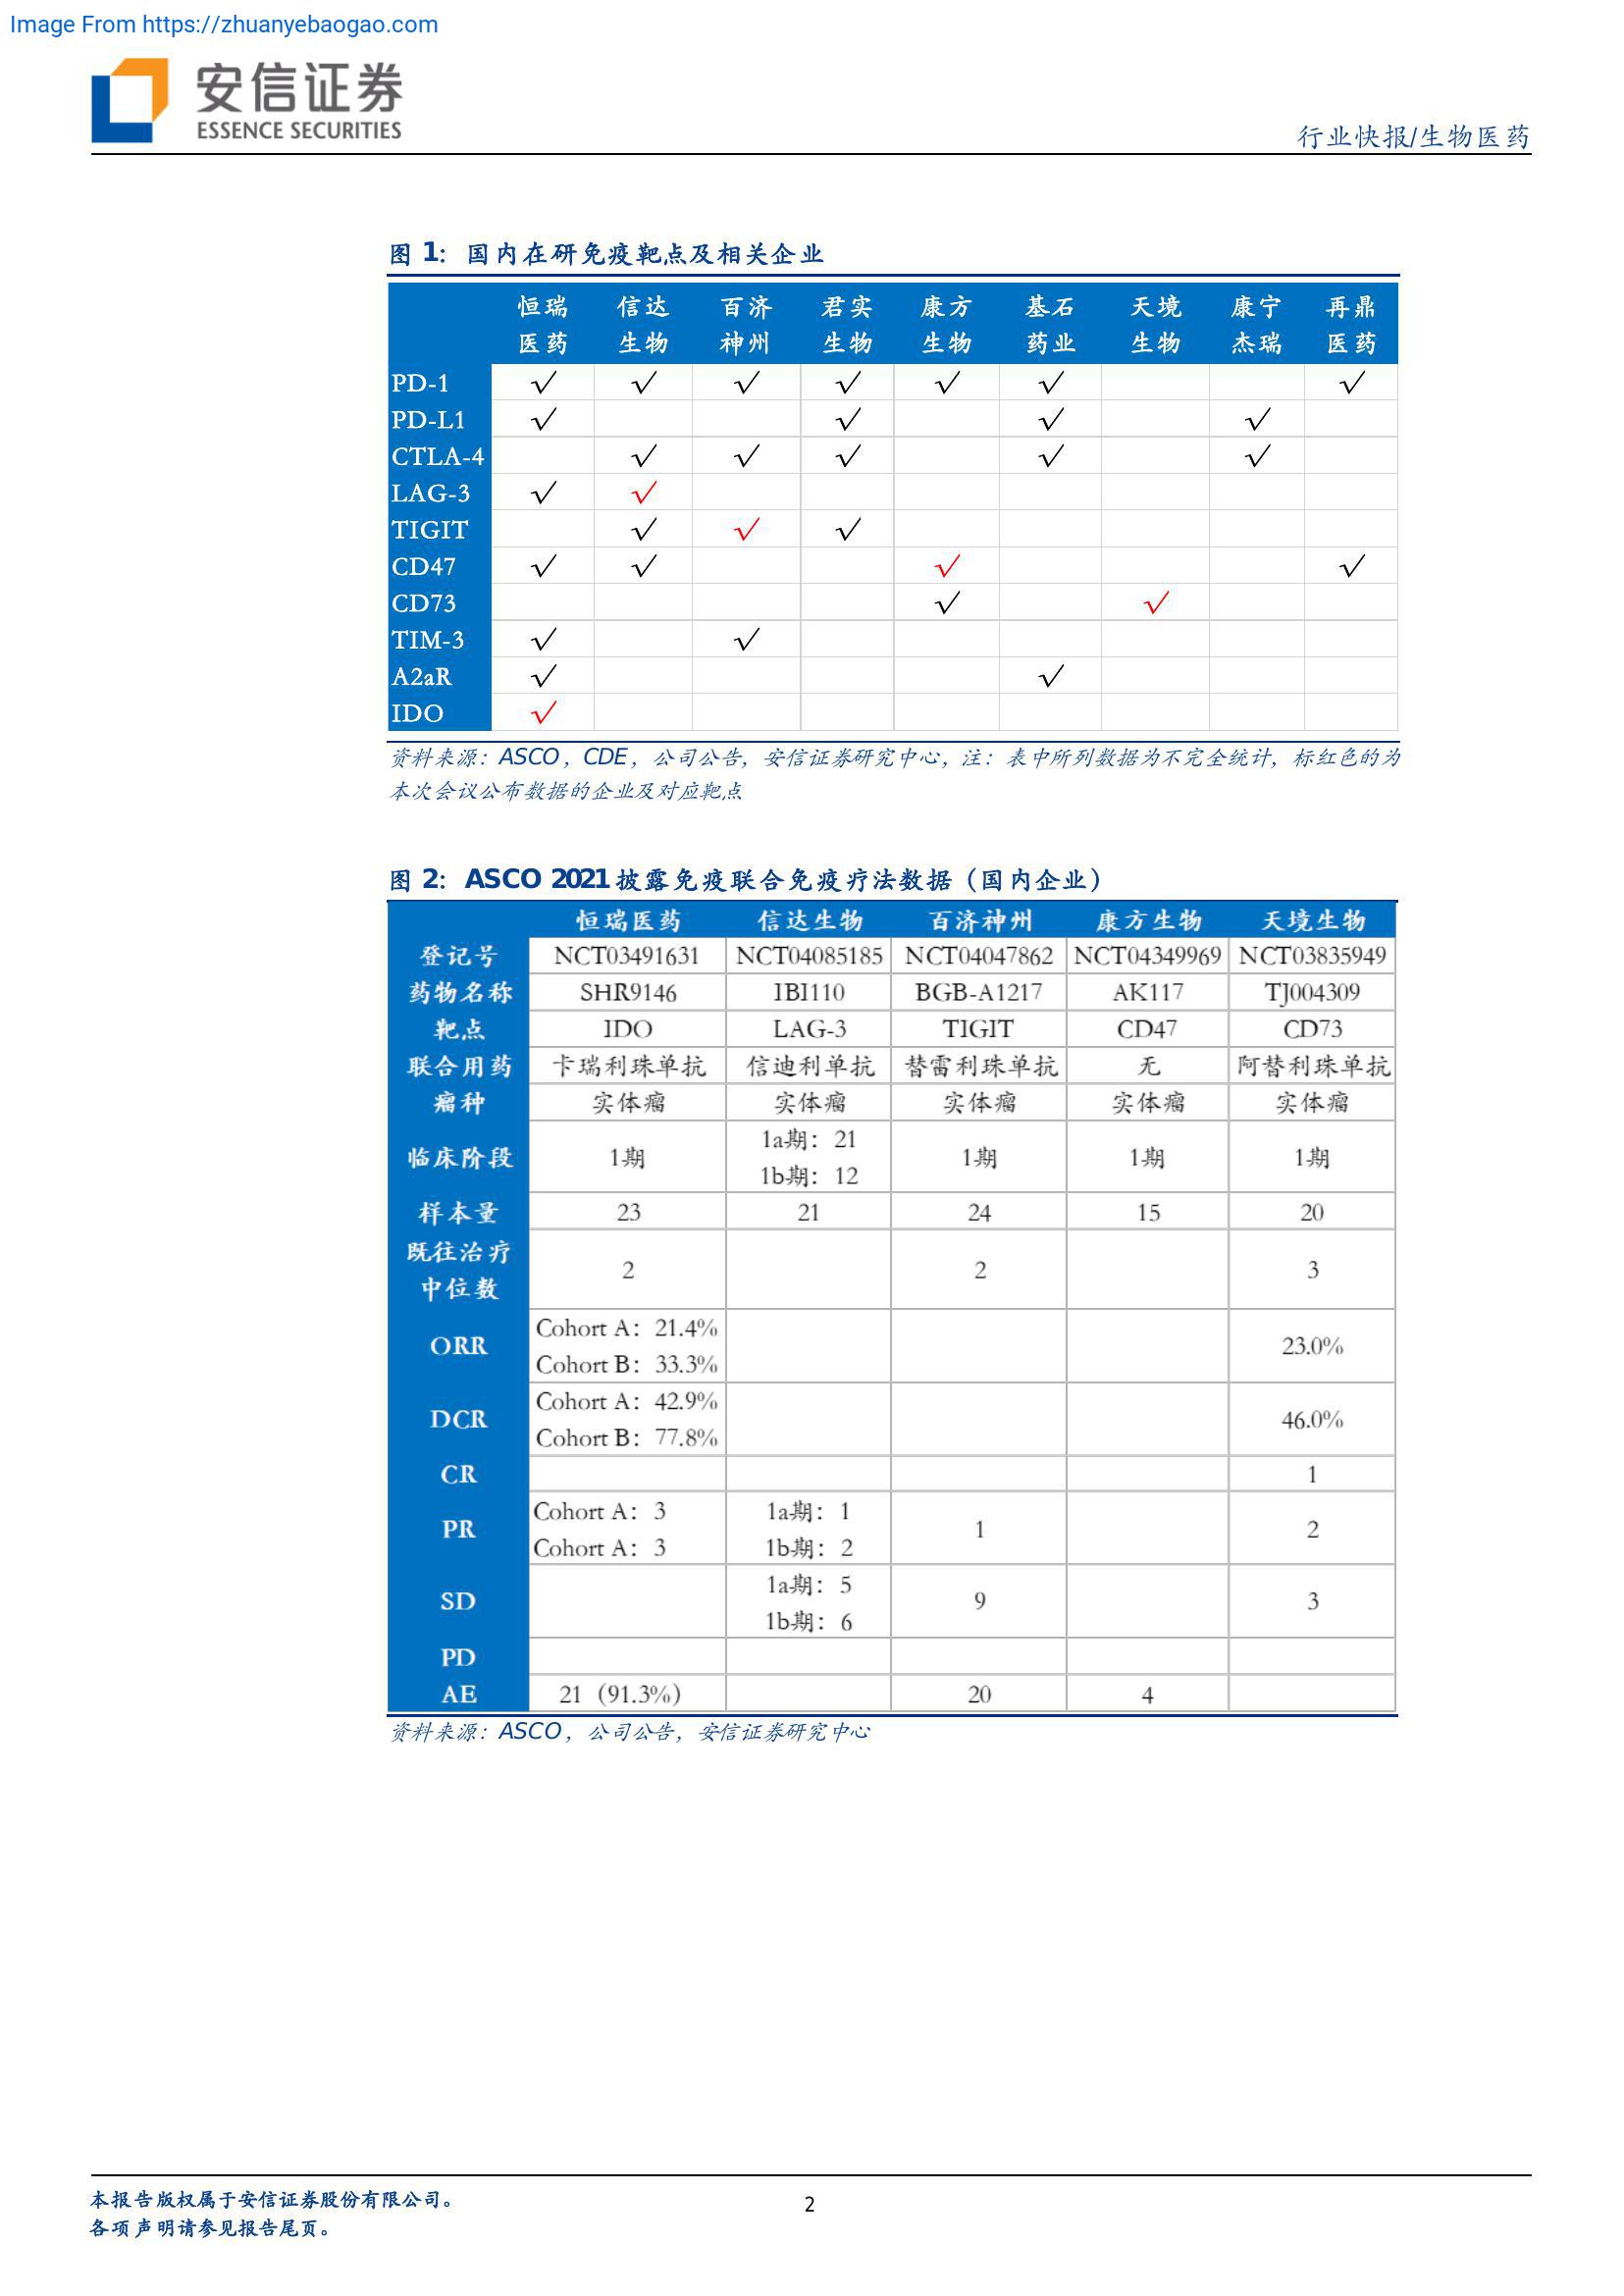 Image From https://zhuanyebaogao.com
安信证券
ESSENCE SECURITIES
行业快报/生物医药
图 1：国内在研免疫靶点及相关企业
恒瑞医药 信达生物 百济神州 君实生物 康方生物 基石药业 天境生物 康宁杰瑞 再鼎医药
PD-1 √ √ √ √ √ √ √
PD-L1 √ √ √ √
CTLA-4 √ √ √ √ √
LAG-3 √ √
TIGIT √ √ √
CD47 √ √ √ √
CD73 √ √
TIM-3 √ √
A2aR √ √
IDO √
资料来源：ASCO，CDE，公司公告，安信证券研究中心，注：表中所列数据为不完全统计，标红色的为
本次会议公布数据的企业及对应靶点
图 2：ASCO 2021 披露免疫联合免疫疗法数据（国内企业）
恒瑞医药 信达生物 百济神州 康方生物 天境生物
登记号 NCT03491631 NCT04085185 NCT04047862 NCT04349969 NCT03835949
药物名称 SHR9146 IBI110 BGB-A1217 AK117 TJ004309
靶点 IDO LAG-3 TIGIT CD47 CD73
联合用药 卡瑞利珠单抗 信迪利单抗 替雷利珠单抗 无 阿替利珠单抗
瘤种 实体瘤 实体瘤 实体瘤 实体瘤 实体瘤
临床阶段 1期 1a期：21 1b期：12 1期 1期 1期
样本量 23 21 24 15 20
既往治疗中位数 2 2 3
ORR Cohort A：21.4% Cohort B：33.3% 23.0%
DCR Cohort A：42.9% Cohort B：77.8% 46.0%
CR 1
PR Cohort A：3 Cohort A：3 1a期：1 1b期：2 1 2
SD 1a期：5 1b期：6 9 3
PD
AE 21（91.3%） 20 4
资料来源：ASCO，公司公告，安信证券研究中心
本报告版权属于安信证券股份有限公司。
各项声明请参见报告尾页。
2